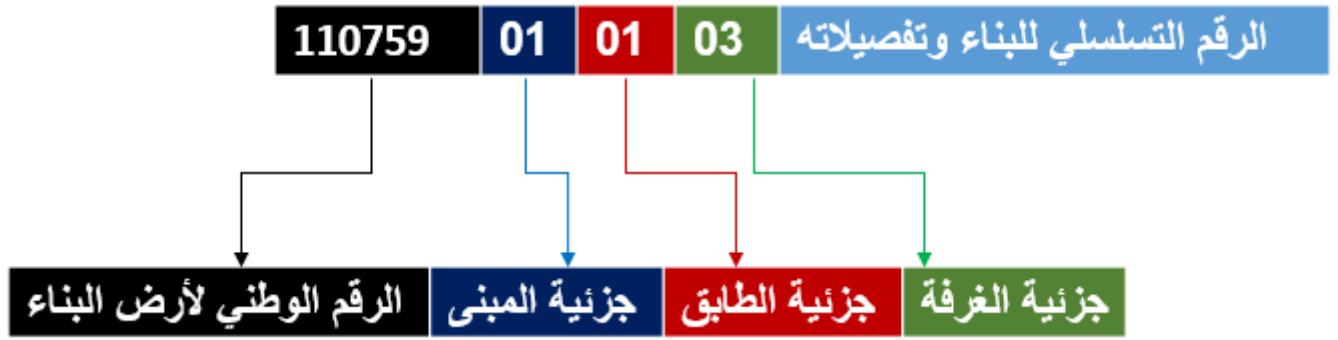 الرقم التسلسلي للبناء وتفصيلاته 03 01 01 110759
جزئية الغرفة جزئية الطابق جزئية المبنى الرقم الوطني لأرض البناء